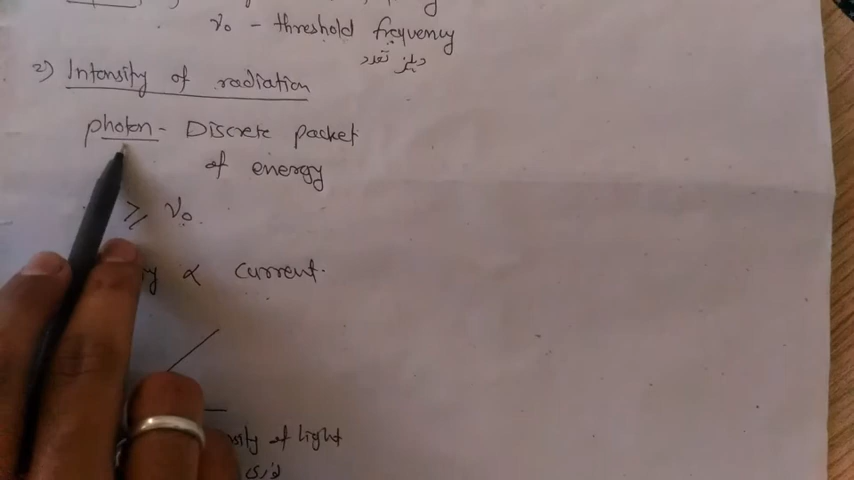 ν₀ - threshold frequency
دہلیز تعدد
2) Intensity of radiation
photon - Discrete packet
of energy
≥ ν₀
∝ current.
of light